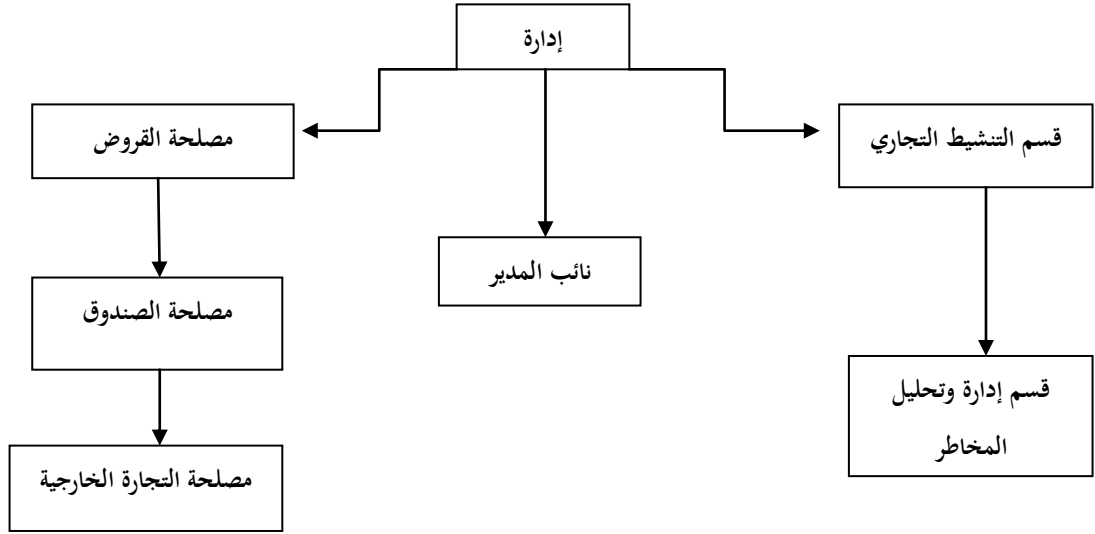 إدارة
قسم التنشيط التجاري
مصلحة القروض
نائب المدير
مصلحة الصندوق
قسم إدارة وتحليل
المخاطر
مصلحة التجارة الخارجية